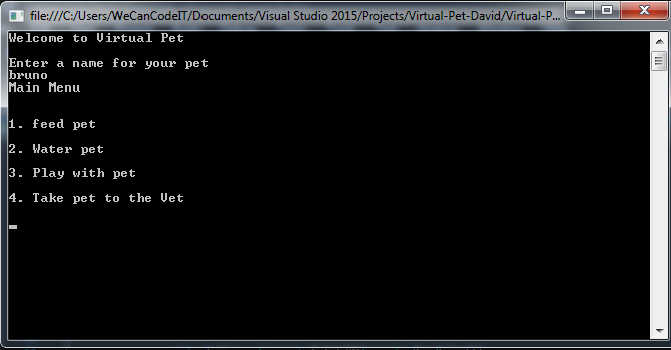 file:///C:/Users/WeCanCodeIT/Documents/Visual Studio 2015/Projects/Virtual-Pet-David/Virtual-P...
Welcome to Virtual Pet
Enter a name for your pet
bruno
Main Menu
1. feed pet
2. Water pet
3. Play with pet
4. Take pet to the Vet